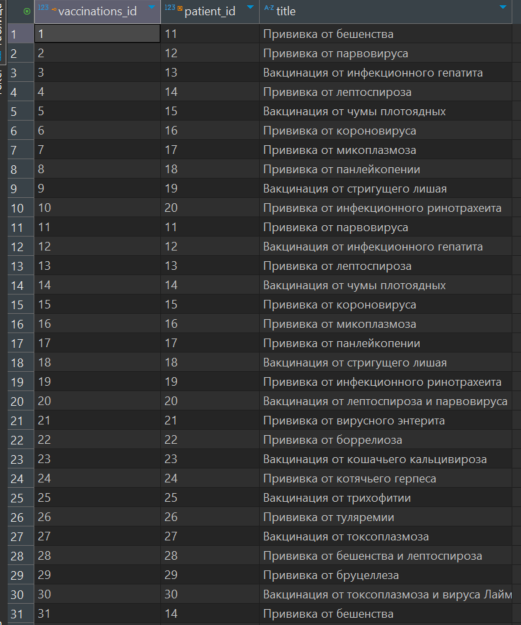 123 vaccinations_id 123 patient_id A-Z title
1 1 11 Прививка от бешенства
2 2 12 Прививка от парвовируса
3 3 13 Вакцинация от инфекционного гепатита
4 4 14 Прививка от лептоспироза
5 5 15 Вакцинация от чумы плотоядных
6 6 16 Прививка от короновируса
7 7 17 Прививка от микоплазмоза
8 8 18 Прививка от панлейкопении
9 9 19 Вакцинация от стригущего лишая
10 10 20 Прививка от инфекционного ринотрахеита
11 11 11 Прививка от парвовируса
12 12 12 Вакцинация от инфекционного гепатита
13 13 13 Прививка от лептоспироза
14 14 14 Вакцинация от чумы плотоядных
15 15 15 Прививка от короновируса
16 16 16 Прививка от микоплазмоза
17 17 17 Прививка от панлейкопении
18 18 18 Вакцинация от стригущего лишая
19 19 19 Прививка от инфекционного ринотрахеита
20 20 20 Вакцинация от лептоспироза и парвовируса
21 21 21 Прививка от вирусного энтерита
22 22 22 Прививка от боррелиоза
23 23 23 Вакцинация от кошачьего кальцивироза
24 24 24 Прививка от котячьего герпеса
25 25 25 Вакцинация от трихофитии
26 26 26 Прививка от туляремии
27 27 27 Вакцинация от токсоплазмоза
28 28 28 Прививка от бешенства и лептоспироза
29 29 29 Прививка от бруцеллеза
30 30 30 Вакцинация от токсоплазмоза и вируса Лайм
31 31 14 Прививка от бешенства